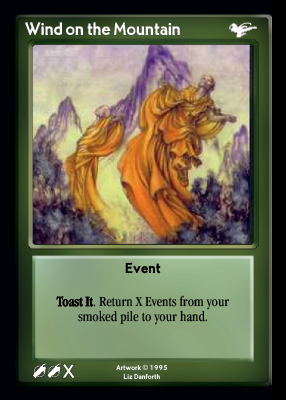 Wind on the Mountain
Event
Toast It. Return X Events from your
smoked pile to your hand.
X
Artwork © 1995
Liz Danforth